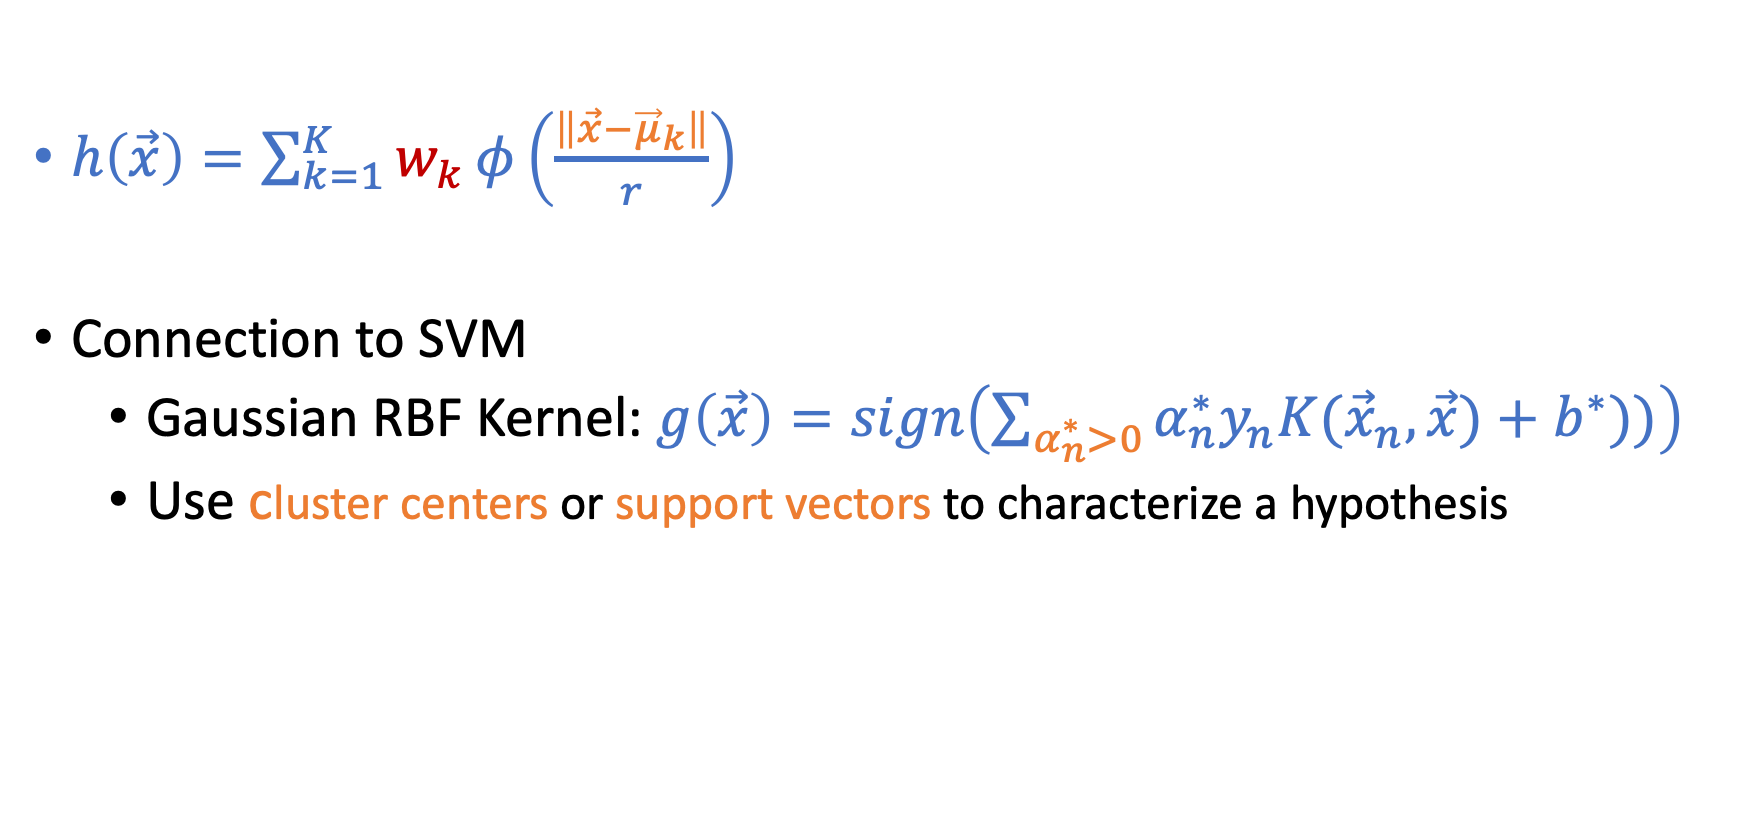 • h(x⃗) = ∑_{k=1}^{K} w_k ϕ(‖x⃗−μ⃗_k‖ / r)
• Connection to SVM
• Gaussian RBF Kernel: g(x⃗) = sign(∑_{α_n^*>0} α_n^* y_n K(x⃗_n, x⃗) + b^*)))
• Use cluster centers or support vectors to characterize a hypothesis